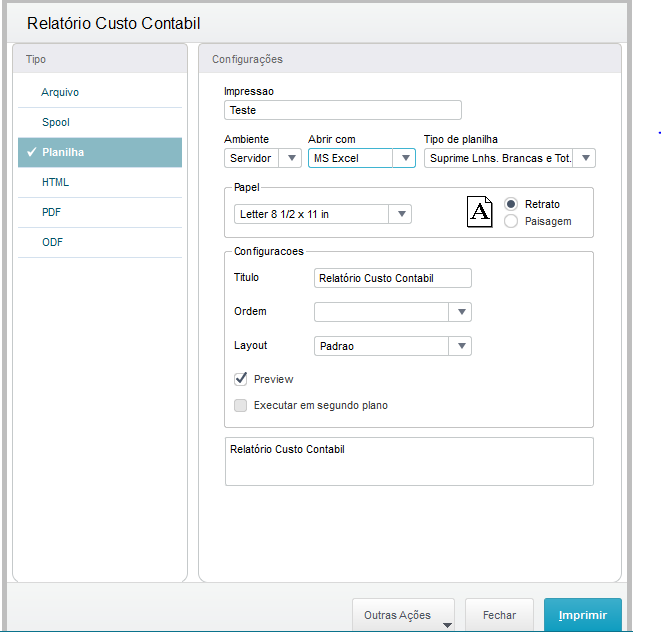 Relatório Custo Contabil
Tipo
Arquivo
Spool
Planilha
HTML
PDF
ODF
Configurações
Impressao
Teste
Ambiente Abrir com Tipo de planilha
Servidor MS Excel Suprime Lnhs. Brancas e Tot.
Papel
Letter 8 1/2 x 11 in
A
Retrato
Paisagem
Configuracoes
Titulo Relatório Custo Contabil
Ordem
Layout Padrao
Preview
Executar em segundo plano
Relatório Custo Contabil
Outras Ações Fechar Imprimir